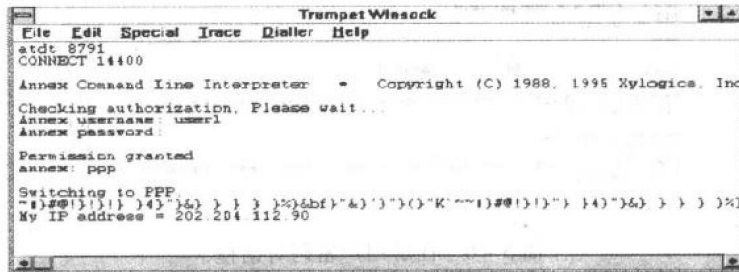 Trumpet Winsock
File Edit Special Trace Dialler Help
atdt 8791
CONNECT 14400
Annex Command Line Interpreter * Copyright (C) 1988, 1995 Xylogics, Inc
Checking authorization, Please wait...
Annex username: user1
Annex password:
Permission granted
annex: ppp
Switching to PPP.
My IP address = 202.204.112.90